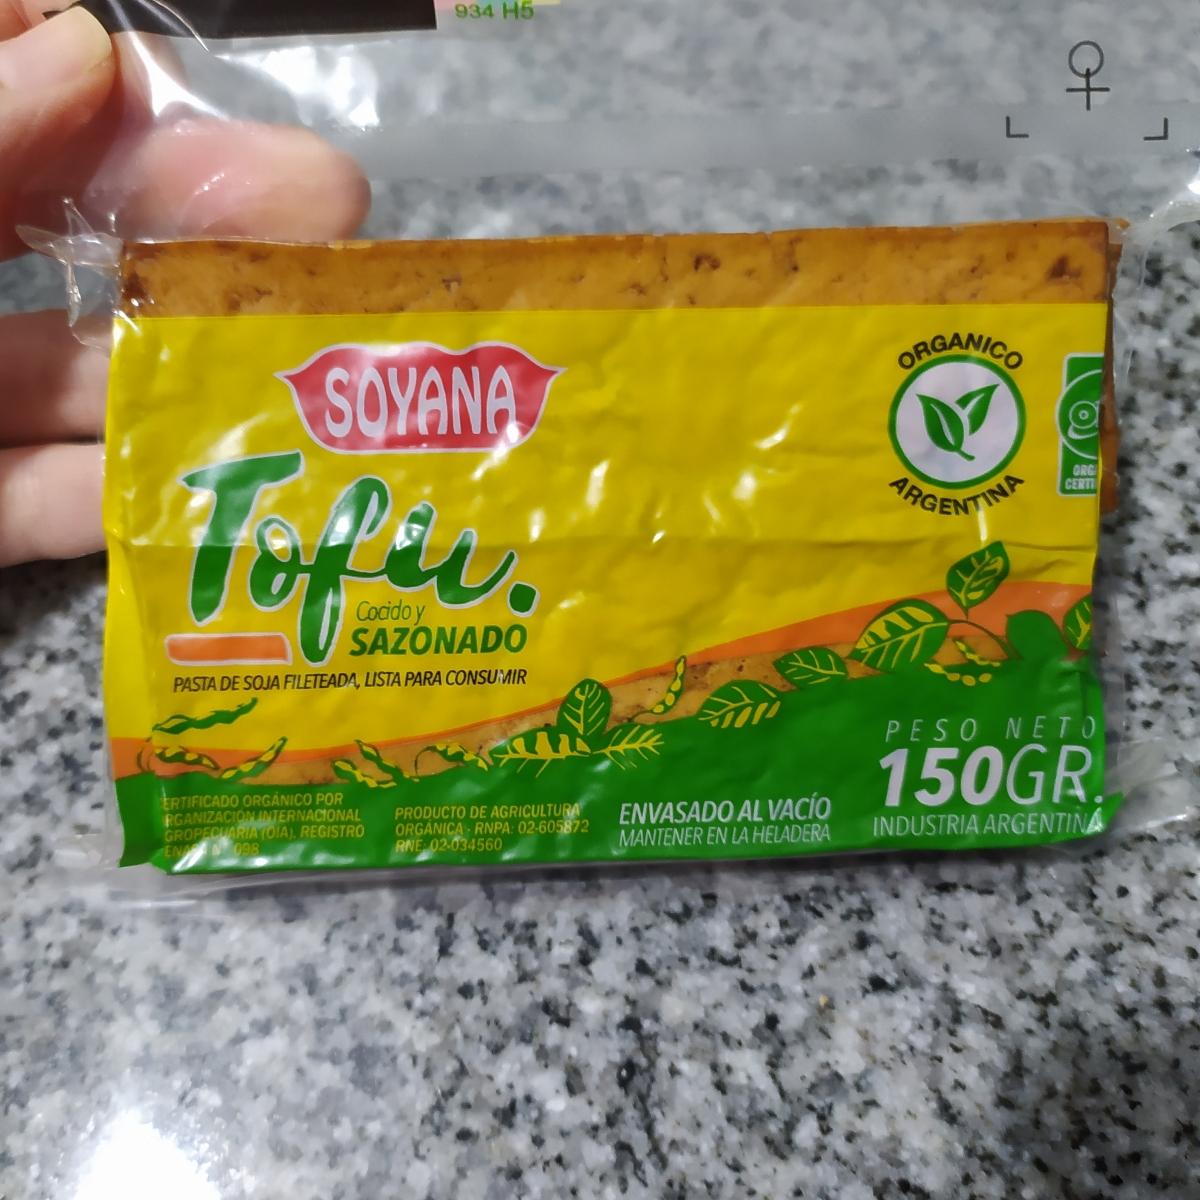 934 H5
SOYANA
Tofu.
Cocido y
SAZONADO
PASTA DE SOJA FILETEADA, LISTA PARA CONSUMIR
ORGANICO
ARGENTINA
ERTIFICADO ORGÁNICO POR
RGANIZACIÓN INTERNACIONAL
GROPECUARIA (OIA), REGISTRO
098
PRODUCTO DE AGRICULTURA
ORGÁNICA - RNPA: 02-605872
RNE: 02-034560
ENVASADO AL VACÍO
MANTENER EN LA HELADERA
PESO NETO
150GR.
INDUSTRIA ARGENTINA